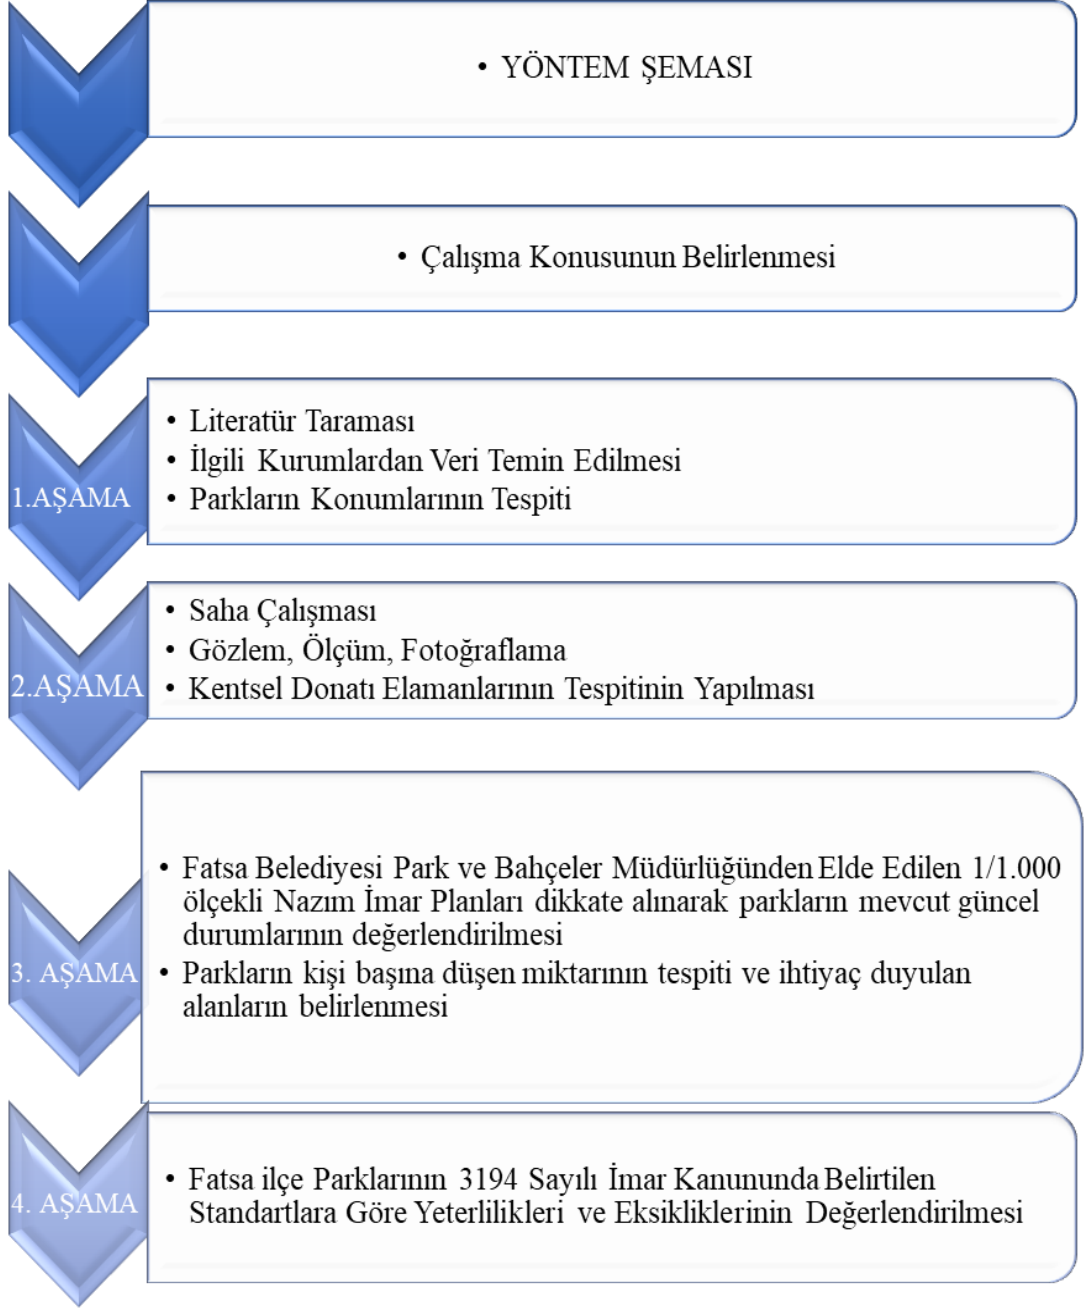 • YÖNTEM ŞEMASI
• Çalışma Konusunun Belirlenmesi
1.AŞAMA
• Literatür Taraması
• İlgili Kurumlardan Veri Temin Edilmesi
• Parkların Konumlarının Tespiti
2.AŞAMA
• Saha Çalışması
• Gözlem, Ölçüm, Fotoğraflama
• Kentsel Donatı Elamanlarının Tespitinin Yapılması
3. AŞAMA
• Fatsa Belediyesi Park ve Bahçeler Müdürlüğünden Elde Edilen 1/1.000
ölçekli Nazım İmar Planları dikkate alınarak parkların mevcut güncel
durumlarının değerlendirilmesi
• Parkların kişi başına düşen miktarının tespiti ve ihtiyaç duyulan
alanların belirlenmesi
4. AŞAMA
• Fatsa ilçe Parklarının 3194 Sayılı İmar Kanununda Belirtilen
Standartlara Göre Yeterlilikleri ve Eksikliklerinin Değerlendirilmesi